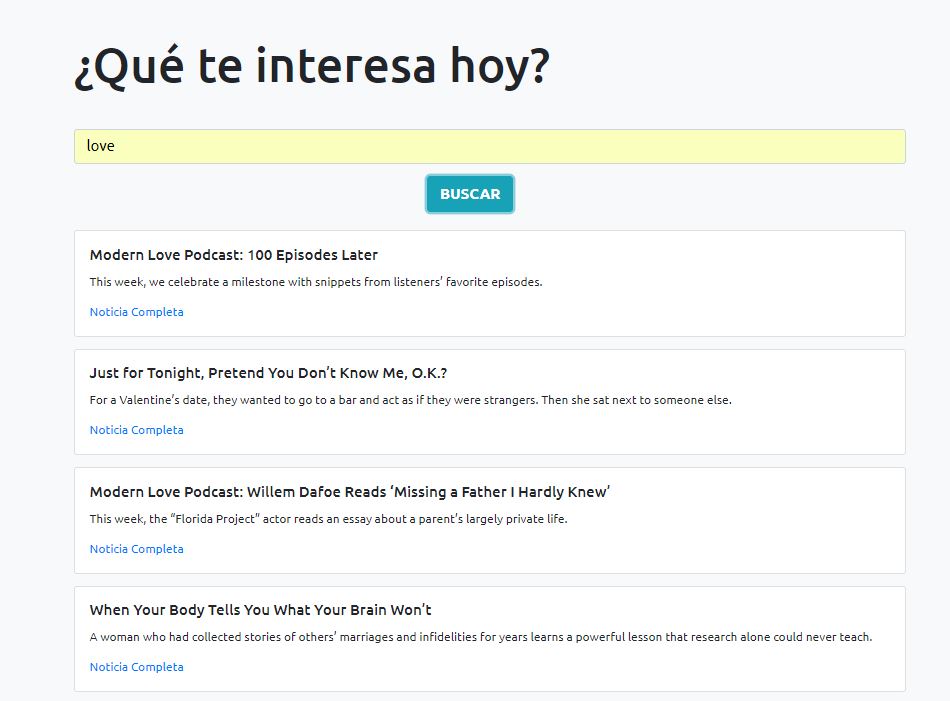 ¿Qué te interesa hoy?
love
BUSCAR
Modern Love Podcast: 100 Episodes Later
This week, we celebrate a milestone with snippets from listeners’ favorite episodes.
Noticia Completa
Just for Tonight, Pretend You Don’t Know Me, O.K.?
For a Valentine’s date, they wanted to go to a bar and act as if they were strangers. Then she sat next to someone else.
Noticia Completa
Modern Love Podcast: Willem Dafoe Reads ‘Missing a Father I Hardly Knew’
This week, the “Florida Project” actor reads an essay about a parent’s largely private life.
Noticia Completa
When Your Body Tells You What Your Brain Won’t
A woman who had collected stories of others’ marriages and infidelities for years learns a powerful lesson that research alone could never teach.
Noticia Completa